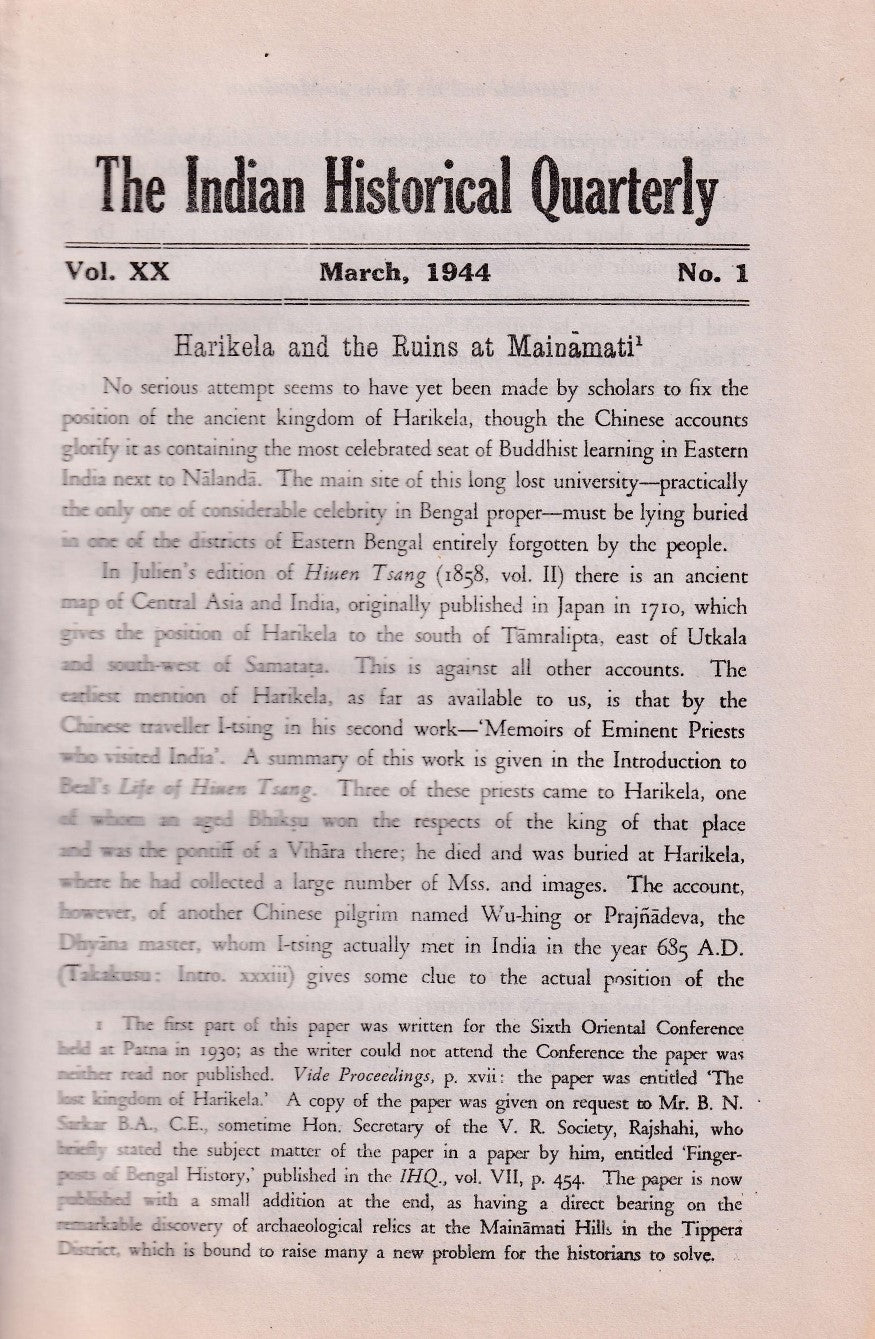 The Indian Historical Quarterly
Vol. XX March, 1944 No. 1
Harikela and the Ruins at Maināmati¹
No serious attempt seems to have yet been made by scholars to fix the
position of the ancient kingdom of Harikela, though the Chinese accounts
glorify it as containing the most celebrated seat of Buddhist learning in Eastern
India next to Nālandā. The main site of this long lost university—practically
the only one of considerable celebrity in Bengal proper—must be lying buried
in one of the districts of Eastern Bengal entirely forgotten by the people.
In Julien's edition of Hiuen Tsang (1858, vol. II) there is an ancient
map of Central Asia and India, originally published in Japan in 1710, which
gives the position of Harikela to the south of Tāmralipta, east of Utkala
and south-west of Samataṭa. This is against all other accounts. The
earliest mention of Harikela, as far as available to us, is that by the
Chinese traveller I-tsing in his second work—‘Memoirs of Eminent Priests
who visited India’. A summary of this work is given in the Introduction to
Beal's Life of Hiuen Tsang. Three of these priests came to Harikela, one
of whom an aged Bhikṣu won the respects of the king of that place
and was the pontiff of a Vihāra there; he died and was buried at Harikela,
where he had collected a large number of Mss. and images. The account,
however, of another Chinese pilgrim named Wu-hing or Prajñādeva, the
Dhyāna master, whom I-tsing actually met in India in the year 685 A.D.
(Takakusu: Intro. xxxiii) gives some clue to the actual position of the
1 The first part of this paper was written for the Sixth Oriental Conference
held at Patna in 1930; as the writer could not attend the Conference the paper was
neither read nor published. Vide Proceedings, p. xvii: the paper was entitled ‘The
lost kingdom of Harikela.’ A copy of the paper was given on request to Mr. B. N.
Sarkar B.A., C.E., sometime Hon. Secretary of the V. R. Society, Rajshahi, who
briefly stated the subject matter of the paper in a paper by him, entitled ‘Finger-
posts of Bengal History,’ published in the IHQ., vol. VII, p. 454. The paper is now
published with a small addition at the end, as having a direct bearing on the
remarkable discovery of archaeological relics at the Maināmati Hills in the Tippera
District, which is bound to raise many a new problem for the historians to solve.